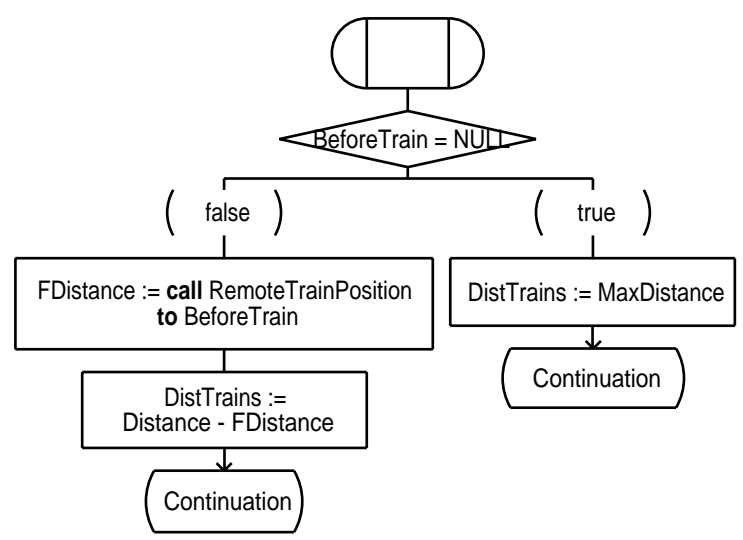 BeforeTrain = NULL
false
true
FDistance := call RemoteTrainPosition
to BeforeTrain
DistTrains := MaxDistance
Continuation
DistTrains :=
Distance - FDistance
Continuation